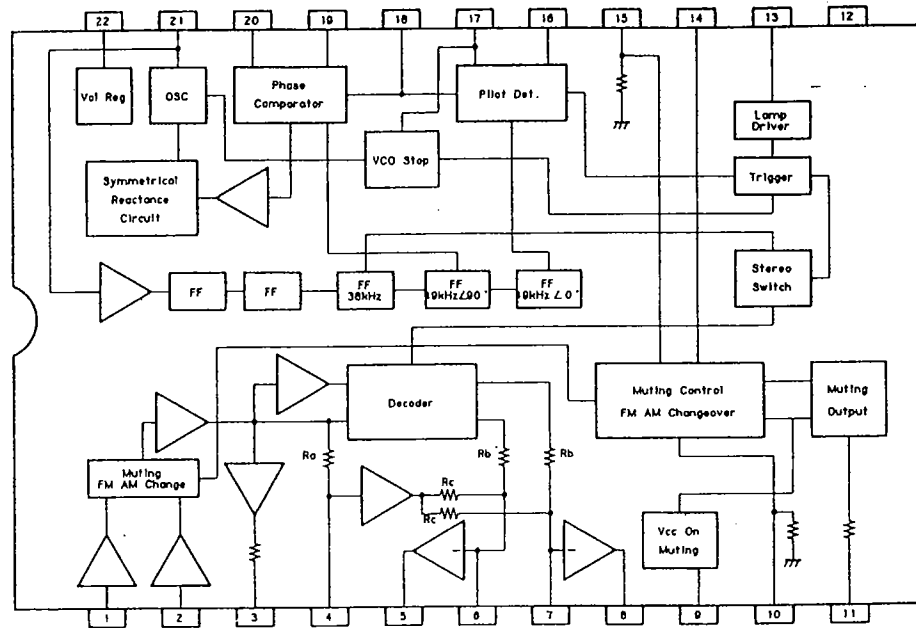 22 21 20 19 18 17 16 15 14 13 12
Vol Reg
OSC
Phase
Comparator
Pilot Det.
Lamp
Driver
VCO Stop
Trigger
Symmetrical
Reactance
Circuit
FF
FF
FF
38kHz
FF
19kHz∠90°
FF
19kHz∠0°
Stereo
Switch
Decoder
Muting Control
FM AM Changeover
Muting
Output
Muting
FM AM Change
Ra
Rb
Rb
Rc
Rc
Vcc On
Muting
1 2 3 4 5 6 7 8 9 10 11